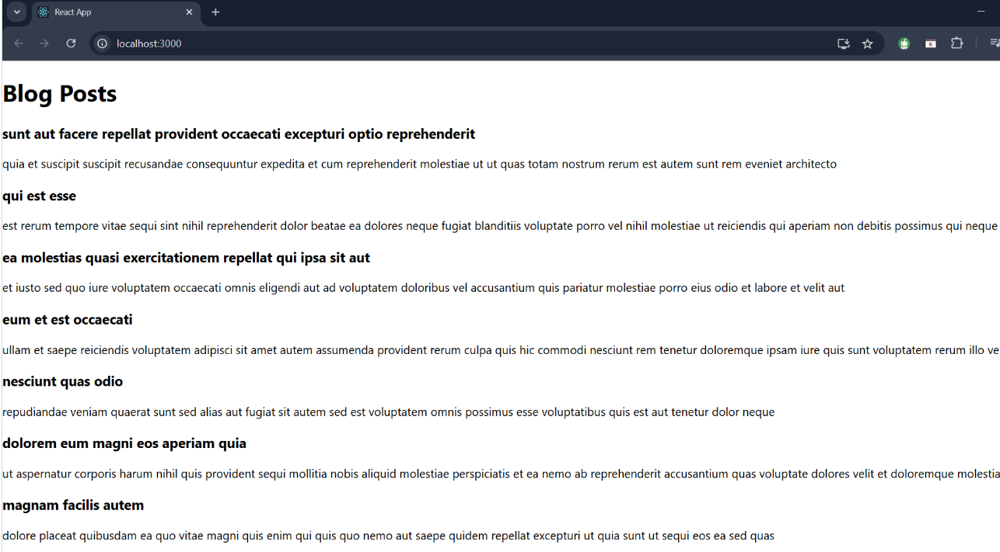 React App
localhost:3000
Blog Posts
sunt aut facere repellat provident occaecati excepturi optio reprehenderit
quia et suscipit suscipit recusandae consequuntur expedita et cum reprehenderit molestiae ut ut quas totam nostrum rerum est autem sunt rem eveniet architecto
qui est esse
est rerum tempore vitae sequi sint nihil reprehenderit dolor beatae ea dolores neque fugiat blanditiis voluptate porro vel nihil molestiae ut reiciendis qui aperiam non debitis possimus qui neque
ea molestias quasi exercitationem repellat qui ipsa sit aut
et iusto sed quo iure voluptatem occaecati omnis eligendi aut ad voluptatem doloribus vel accusantium quis pariatur molestiae porro eius odio et labore et velit aut
eum et est occaecati
ullam et saepe reiciendis voluptatem adipisci sit amet autem assumenda provident rerum culpa quis hic commodi nesciunt rem tenetur doloremque ipsam iure quis sunt voluptatem rerum illo ve
nesciunt quas odio
repudiandae veniam quaerat sunt sed alias aut fugiat sit autem sed est voluptatem omnis possimus esse voluptatibus quis est aut tenetur dolor neque
dolorem eum magni eos aperiam quia
ut aspernatur corporis harum nihil quis provident sequi mollitia nobis aliquid molestiae perspiciatis et ea nemo ab reprehenderit accusantium quas voluptate dolores velit et doloremque molestia
magnam facilis autem
dolore placeat quibusdam ea quo vitae magni quis enim qui quis quo nemo aut saepe quidem repellat excepturi ut quia sunt ut sequi eos ea sed quas